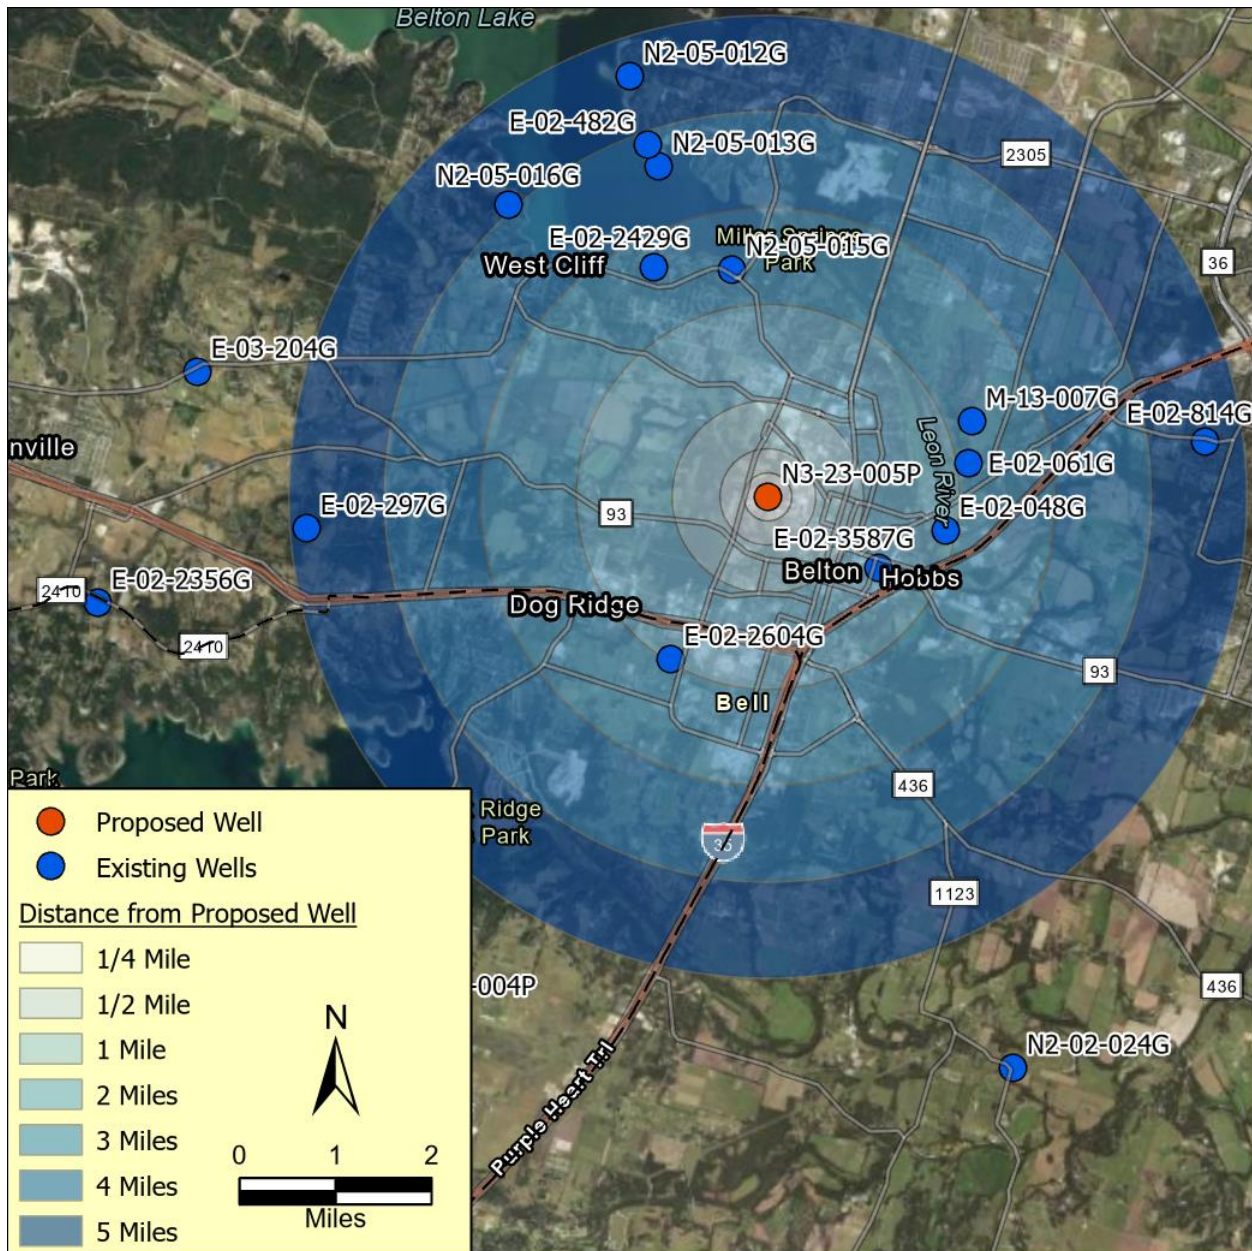 Belton Lake
N2-05-012G
E-02-482G
N2-05-013G
2305
N2-05-016G
E-02-2429G
Miller Springs
Park
N2-05-015G
West Cliff
36
E-03-204G
M-13-007G
E-02-814G
Leon River
nville
E-02-061G
N3-23-005P
E-02-297G
93
E-02-048G
E-02-3587G
Belton
Hobbs
2410
E-02-2356G
Dog Ridge
2410
E-02-2604G
93
Bell
Park
436
Ridge
Park
35
1123
-004P
436
N2-02-024G
Purple Heart Trl
Proposed Well
Existing Wells
Distance from Proposed Well
1/4 Mile
1/2 Mile
1 Mile
2 Miles
3 Miles
4 Miles
5 Miles
N
0 1 2
Miles